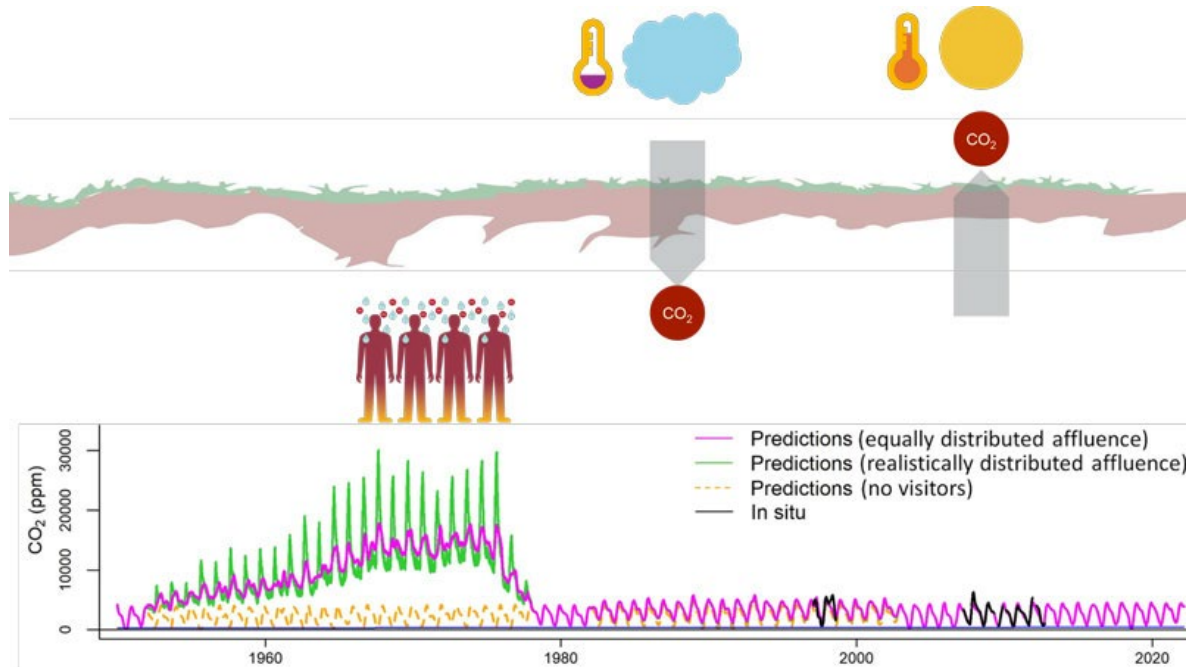 CO2
CO2
Predictions (equally distributed affluence)
Predictions (realistically distributed affluence)
Predictions (no visitors)
In situ
CO2 (ppm)
30000
20000
10000
0
1960
1980
2000
2020